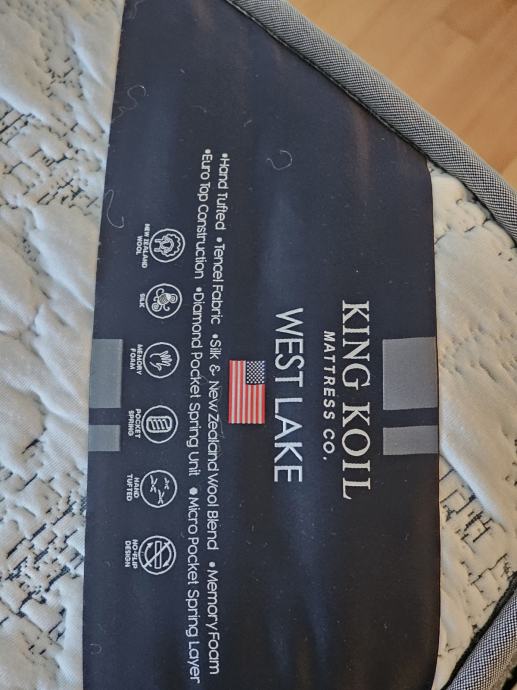 KING KOIL
MATTRESS CO.
WEST LAKE
•Hand Tufted •Tencel Fabric •Silk & New Zealand Wool Blend •Memory Foam
•Euro Top Construction •Diamond Pocket Spring Unit •Micro Pocket Spring Layer
NEW ZEALAND
WOOL
SILK
MEMORY
FOAM
POCKET
SPRING
HAND
TUFTED
NO-FLIP
DESIGN